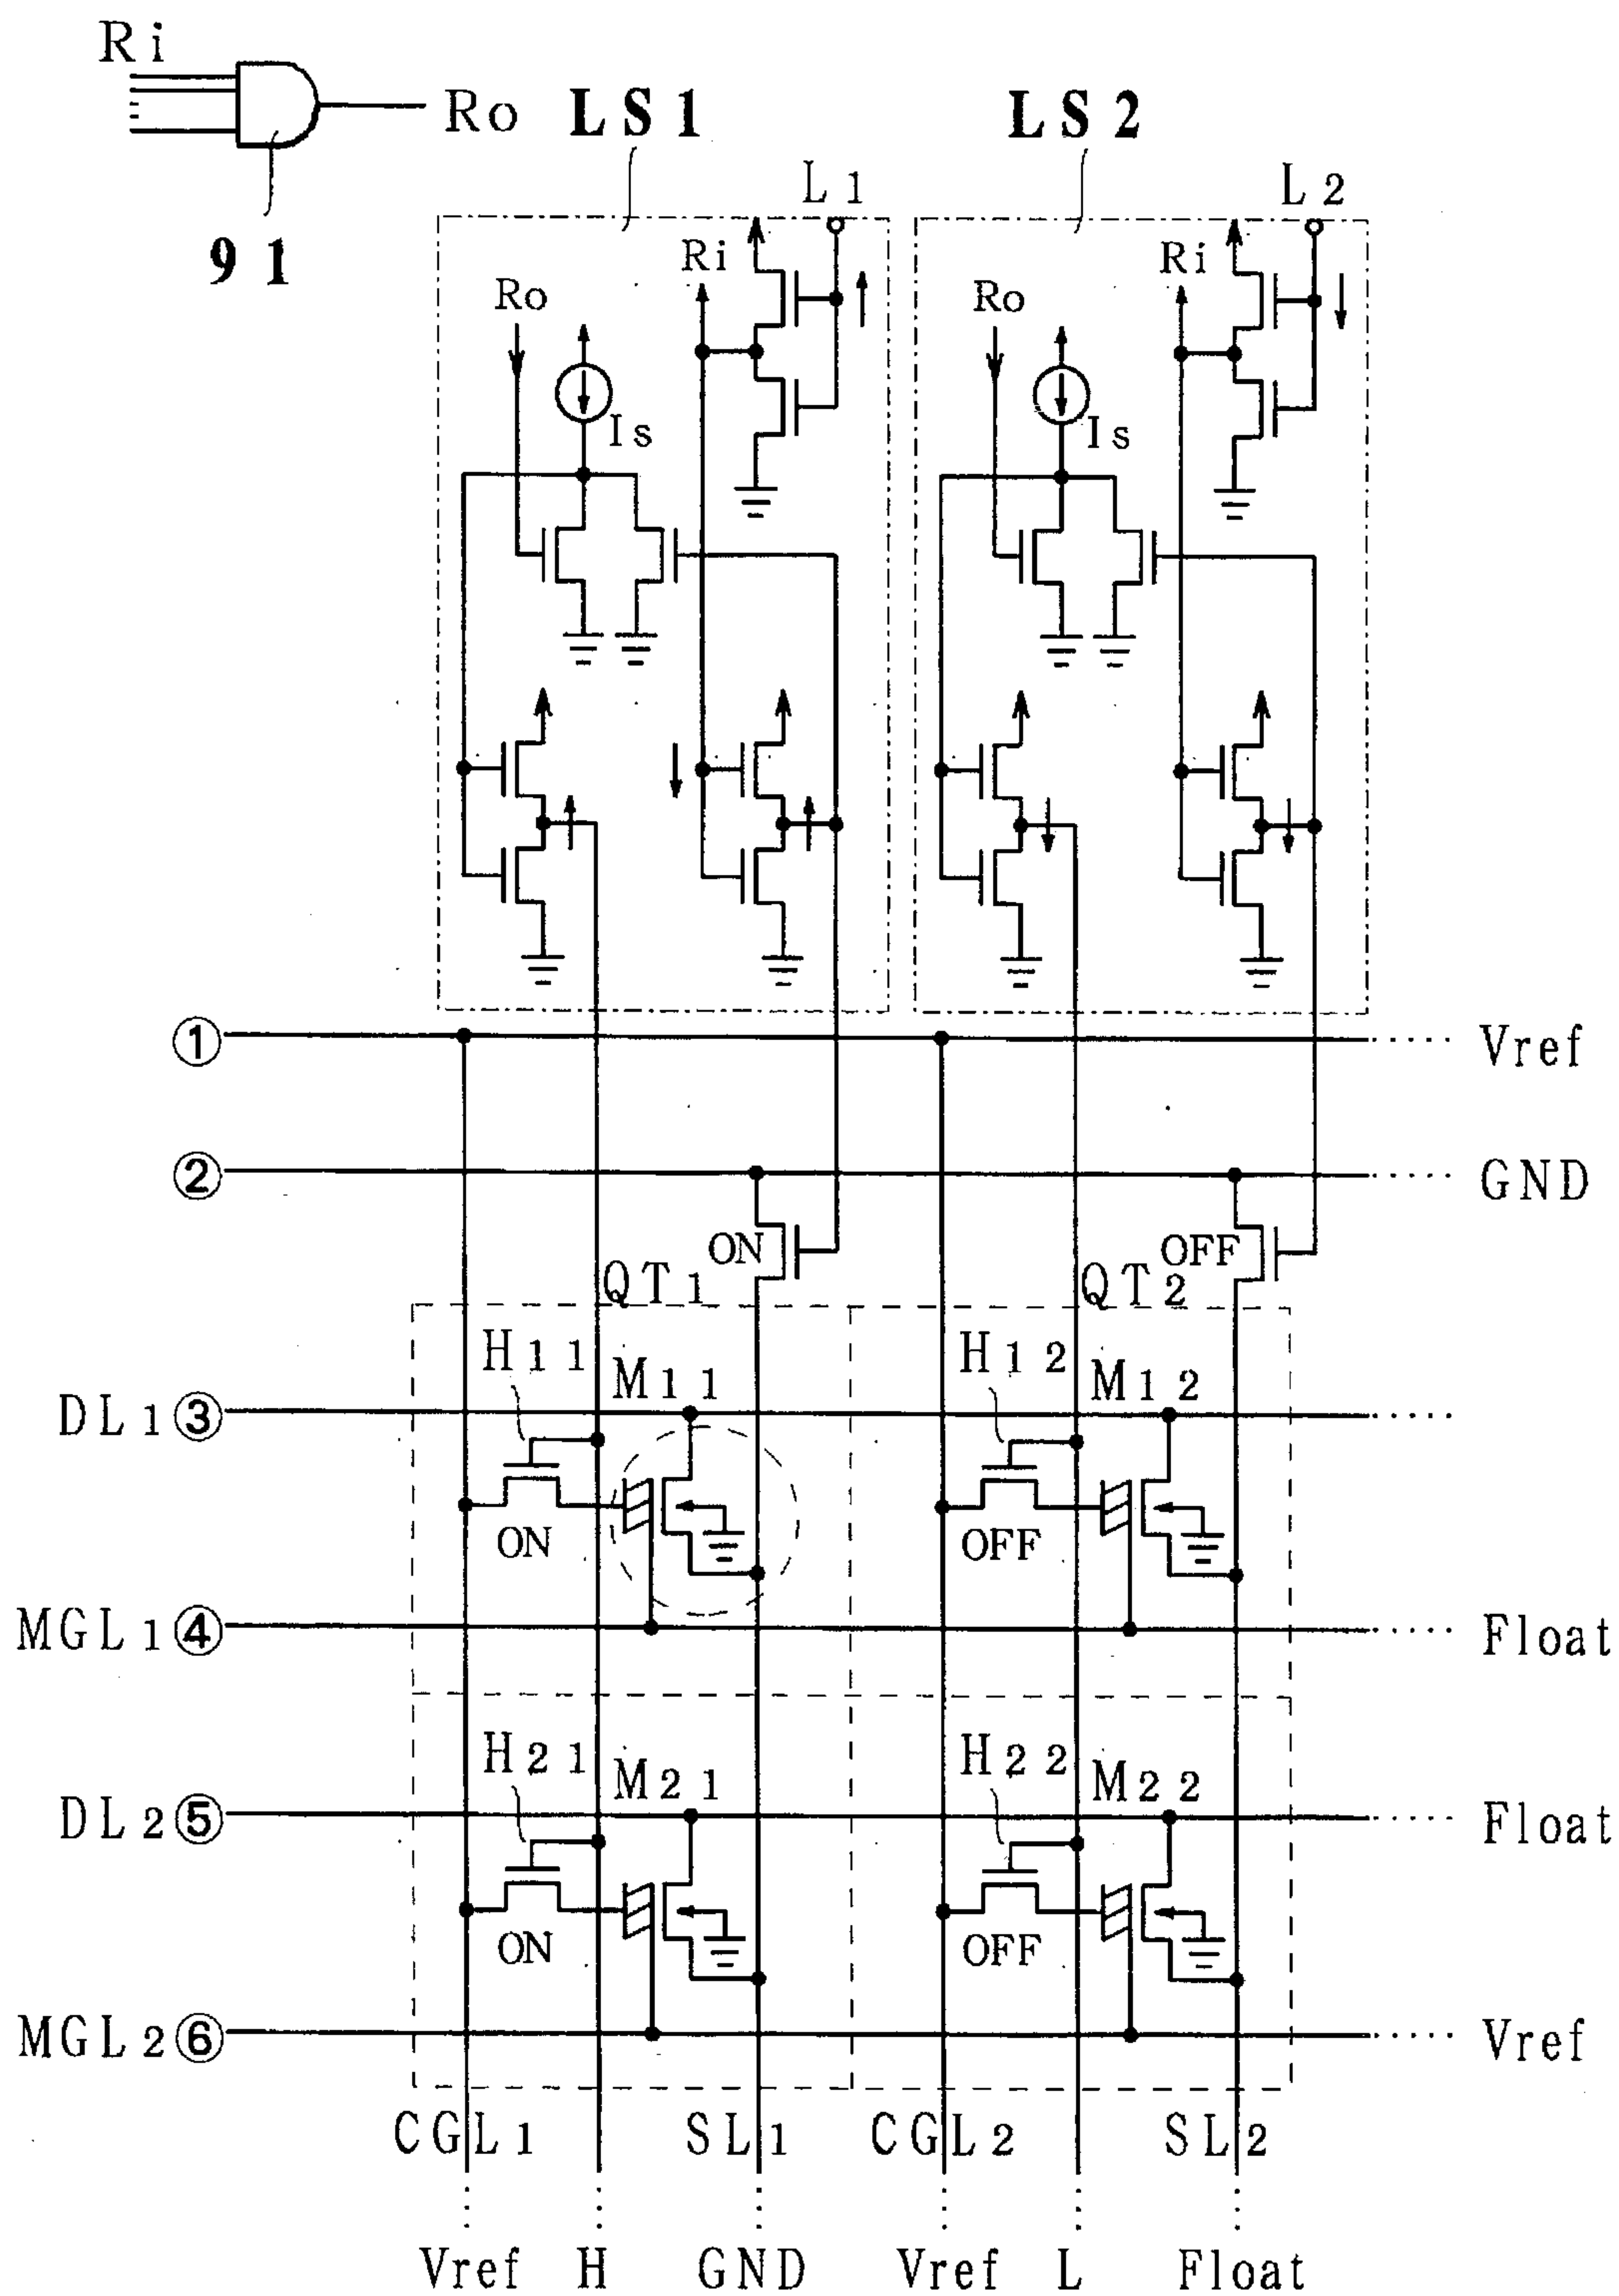 Ri
Ro LS1 LS2
91
L1 L2
Ri Ri
Ro Ro
Is Is
① Vref
② GND
ON OFF
QT1 QT2
H11 M11 H12 M12
DL1③
ON OFF
MGL1④ Float
H21 M21 H22 M22
DL2⑤ Float
ON OFF
MGL2⑥ Vref
CGL1 SL1 CGL2 SL2
Vref H GND Vref L Float